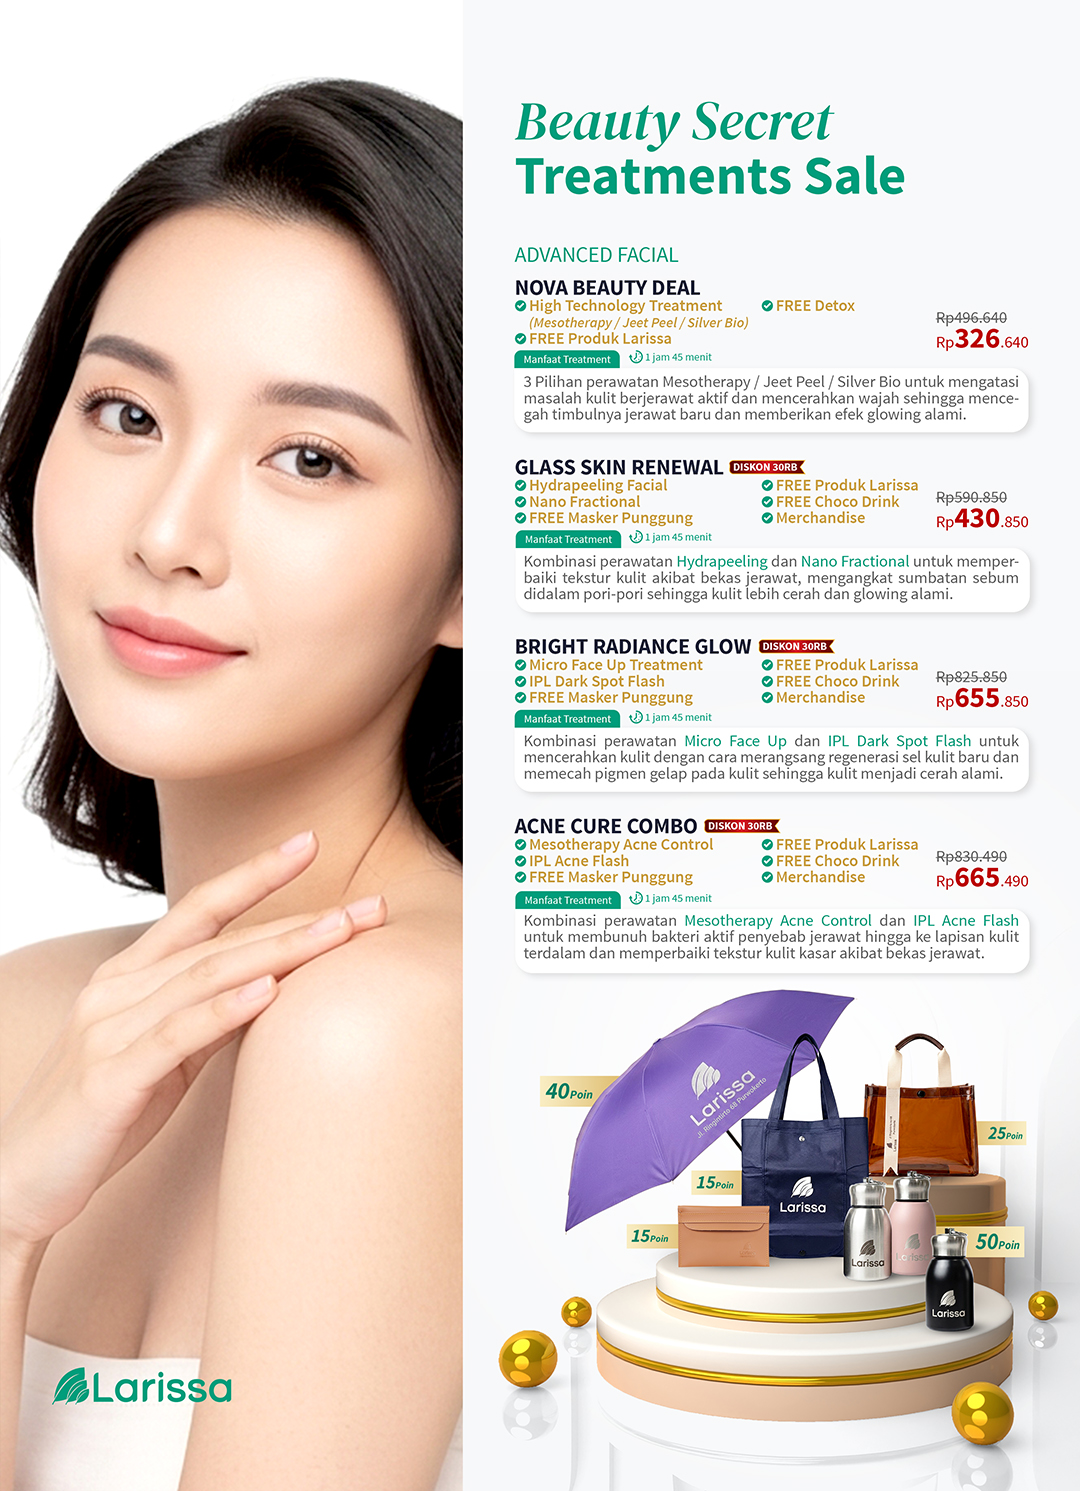 Beauty Secret
Treatments Sale
ADVANCED FACIAL
NOVA BEAUTY DEAL
High Technology Treatment
(Mesotherapy / Jeet Peel / Silver Bio)
FREE Produk Larissa
FREE Detox
Rp496.640
Rp326.640
Manfaat Treatment
1 jam 45 menit
3 Pilihan perawatan Mesotherapy / Jeet Peel / Silver Bio untuk mengatasi
masalah kulit berjerawat aktif dan mencerahkan wajah sehingga mence-
gah timbulnya jerawat baru dan memberikan efek glowing alami.
GLASS SKIN RENEWAL
DISKON 30RB
Hydrapeeling Facial
Nano Fractional
FREE Masker Punggung
FREE Produk Larissa
FREE Choco Drink
Merchandise
Rp590.850
Rp430.850
Manfaat Treatment
1 jam 45 menit
Kombinasi perawatan Hydrapeeling dan Nano Fractional untuk memper-
baiki tekstur kulit akibat bekas jerawat, mengangkat sumbatan sebum
didalam pori-pori sehingga kulit lebih cerah dan glowing alami.
BRIGHT RADIANCE GLOW
DISKON 30RB
Micro Face Up Treatment
IPL Dark Spot Flash
FREE Masker Punggung
FREE Produk Larissa
FREE Choco Drink
Merchandise
Rp825.850
Rp655.850
Manfaat Treatment
1 jam 45 menit
Kombinasi perawatan Micro Face Up dan IPL Dark Spot Flash untuk
mencerahkan kulit dengan cara merangsang regenerasi sel kulit baru dan
memecah pigmen gelap pada kulit sehingga kulit menjadi cerah alami.
ACNE CURE COMBO
DISKON 30RB
Mesotherapy Acne Control
IPL Acne Flash
FREE Masker Punggung
FREE Produk Larissa
FREE Choco Drink
Merchandise
Rp830.490
Rp665.490
Manfaat Treatment
1 jam 45 menit
Kombinasi perawatan Mesotherapy Acne Control dan IPL Acne Flash
untuk membunuh bakteri aktif penyebab jerawat hingga ke lapisan kulit
terdalam dan memperbaiki tekstur kulit kasar akibat bekas jerawat.
40Poin
Larissa
Jl. Ringintirto 68 Purwokerto
25Poin
15Poin
Larissa
15Poin
50Poin
Larissa
Larissa
Larissa
Larissa